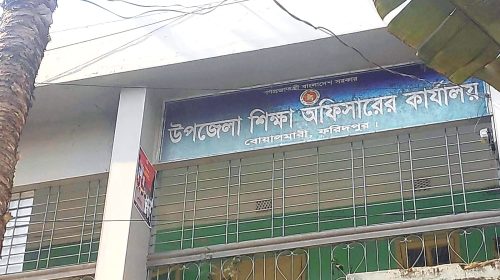 গণপ্রজাতন্ত্রী বাংলাদেশ সরকার
উপজেলা শিক্ষা অফিসারের কার্যালয়
বোয়ালমারী, ফরিদপুর।